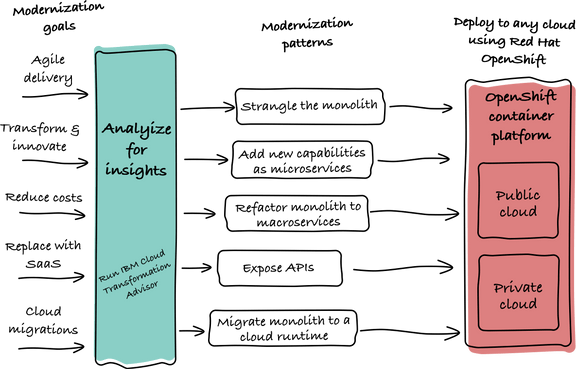 Modernization
goals
Modernization
patterns
Deploy to any cloud
using Red Hat
OpenShift
Agile
delivery
Transform &
innovate
Reduce costs
Replace with
SaaS
Cloud
migrations
Analyize
for
insights
Run IBM Cloud
Transformation
Advisor
Strangle the monolith
Add new capabilities
as microservices
Refactor monolith to
macroservices
Expose APIs
Migrate monolith to a
cloud runtime
OpenShift
container
platform
Public
cloud
Private
cloud